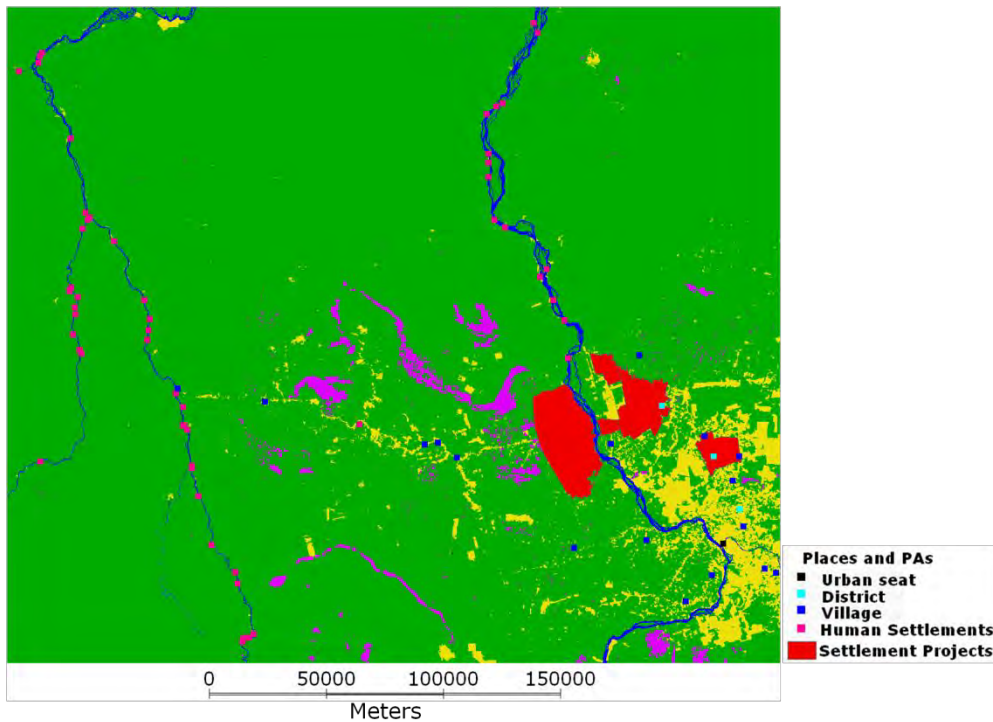 Places and PAs
Urban seat
District
Village
Human Settlements
Settlement Projects
0 50000 100000 150000
Meters